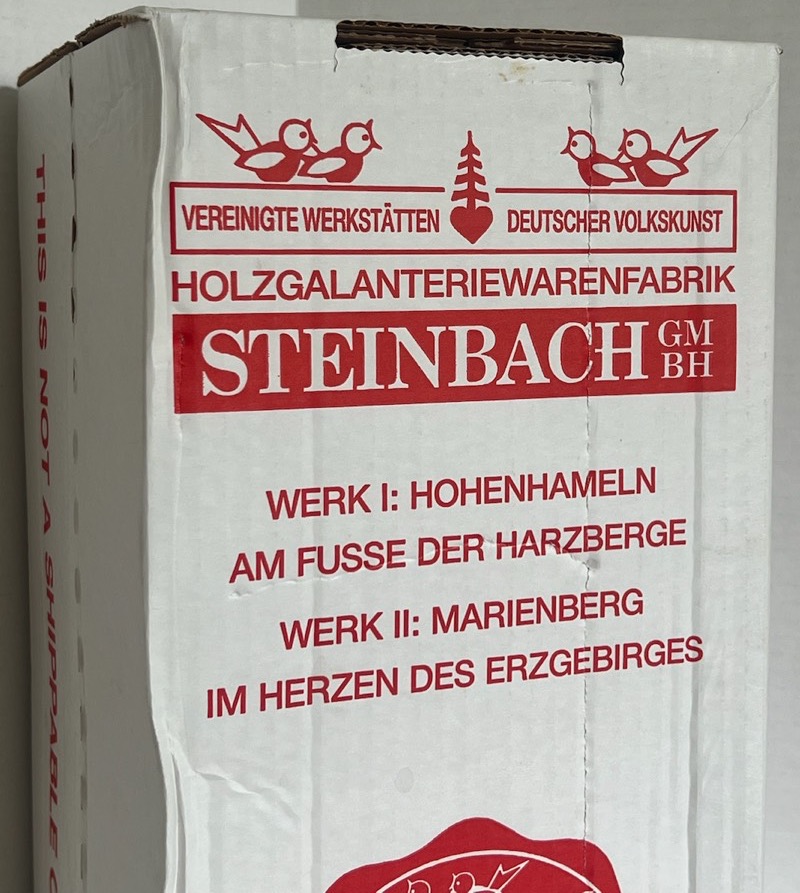 VEREINIGTE WERKSTÄTTEN DEUTSCHER VOLKSKUNST
HOLZGALANTERIEWARENFABRIK
STEINBACH GM
BH
WERK I: HOHENHAMELN
AM FUSSE DER HARZBERGE
WERK II: MARIENBERG
IM HERZEN DES ERZGEBIRGES
THIS IS NOT A SHIPPABLE